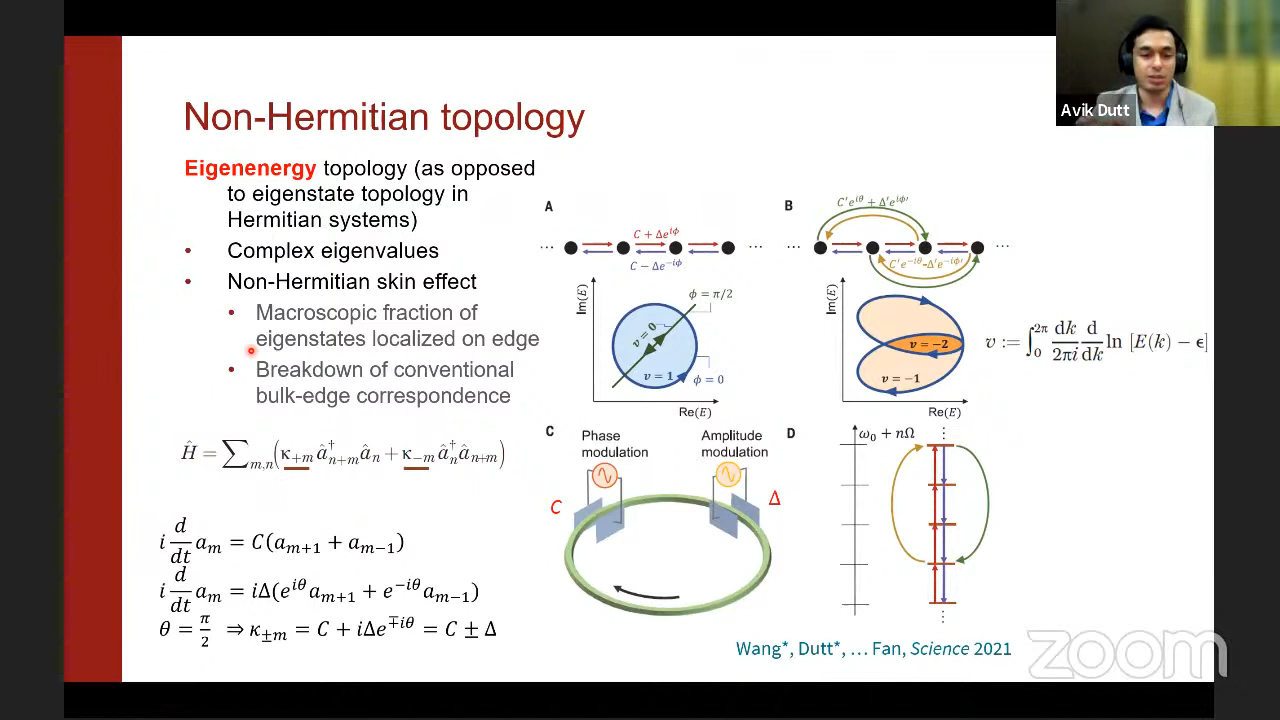 Avik Dutt
Non-Hermitian topology
Eigenenergy topology (as opposed
to eigenstate topology in
Hermitian systems)
• Complex eigenvalues
• Non-Hermitian skin effect
• Macroscopic fraction of
eigenstates localized on edge
• Breakdown of conventional
bulk-edge correspondence
Ĥ = ∑_{m,n}(κ_{+m} â†_{n+m} â_n + κ_{−m} â†_n â_{n+m})
i d/dt a_m = C(a_{m+1} + a_{m−1})
i d/dt a_m = iΔ(e^{iθ} a_{m+1} + e^{−iθ} a_{m−1})
θ = π/2 ⇒ κ_{±m} = C + iΔe^{∓iθ} = C ± Δ
A
C + Δe^{iϕ}
... ...
C − Δe^{−iϕ}
Im(E)
ϕ = π/2
v = 0
v = 1
ϕ = 0
Re(E)
B
C′e^{iθ} + Δ′e^{iϕ′}
... ...
C′e^{−iθ}-Δ′e^{−iϕ′}
Im(E)
v = −2
v = −1
Re(E)
v := ∫_0^{2π} dk/2πi d/dk ln [E(k) − ϵ]
C
Phase
modulation
Amplitude
modulation
C
Δ
D
ω₀ + nΩ
Wang*, Dutt*, … Fan, Science 2021
zoom